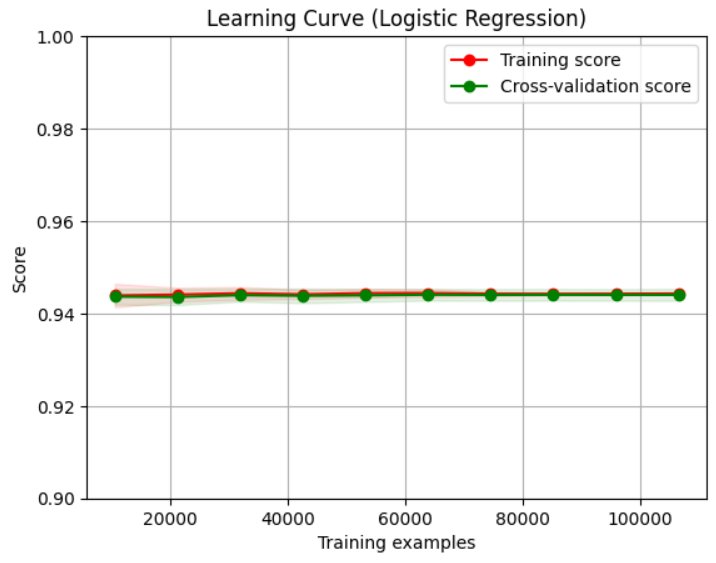 Learning Curve (Logistic Regression)
1.00
Training score
Cross-validation score
0.98
0.96
Score
0.94
0.92
0.90
20000 40000 60000 80000 100000
Training examples